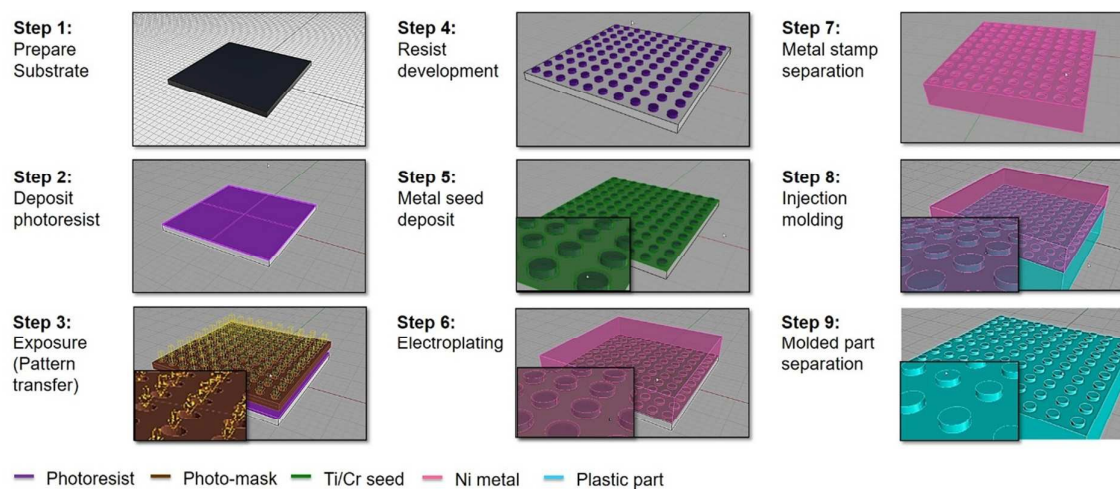 Step 1:
Prepare
Substrate
Step 2:
Deposit
photoresist
Step 3:
Exposure
(Pattern
transfer)
Step 4:
Resist
development
Step 5:
Metal seed
deposit
Step 6:
Electroplating
Step 7:
Metal stamp
separation
Step 8:
Injection
molding
Step 9:
Molded part
separation
Photoresist
Photo-mask
Ti/Cr seed
Ni metal
Plastic part